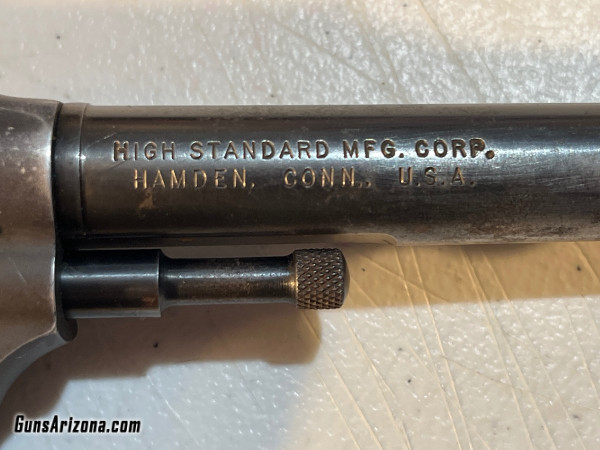 HIGH STANDARD MFG. CORP.
HAMDEN, CONN., U.S.A.
GunsArizona.com